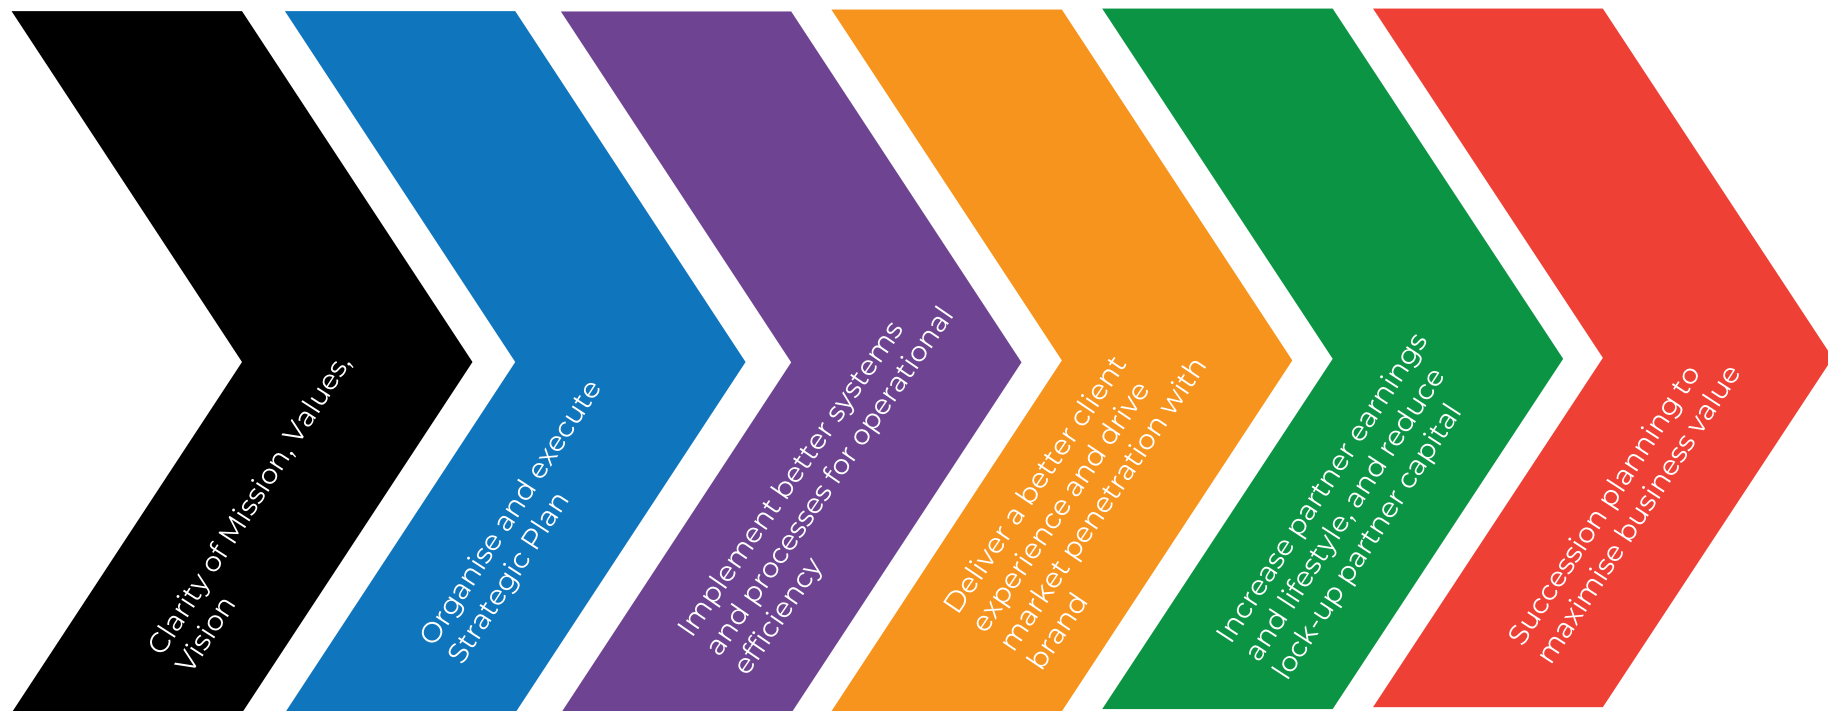 Clarity of Mission, Values,
Vision
Organise and execute
Strategic Plan
Implement better systems
and processes for operational
efficiency
Deliver a better client
experience and drive
market penetration with
brand
Increase partner earnings
and lifestyle, and reduce
lock-up partner capital
Succession planning to
maximise business value